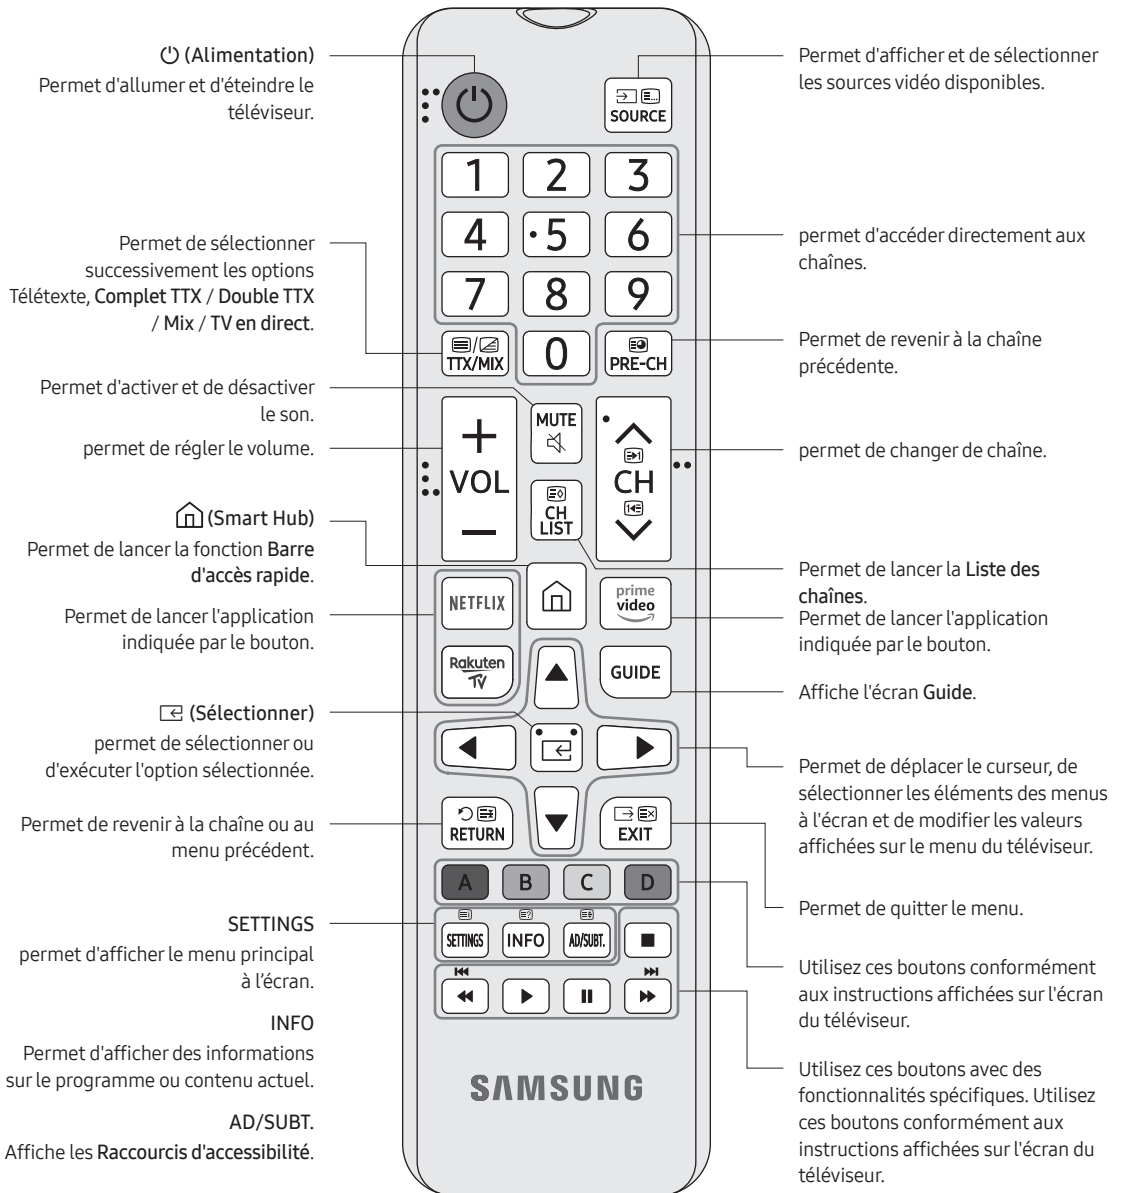 (Alimentation)
Permet d'allumer et d'éteindre le
téléviseur.
Permet de sélectionner
successivement les options
Télétexte, Complet TTX / Double TTX
/ Mix / TV en direct.
Permet d'activer et de désactiver
le son.
permet de régler le volume.
(Smart Hub)
Permet de lancer la fonction Barre
d'accès rapide.
Permet de lancer l'application
indiquée par le bouton.
(Sélectionner)
permet de sélectionner ou
d'exécuter l'option sélectionnée.
Permet de revenir à la chaîne ou au
menu précédent.
SETTINGS
permet d'afficher le menu principal
à l’écran.
INFO
Permet d'afficher des informations
sur le programme ou contenu actuel.
AD/SUBT.
Affiche les Raccourcis d'accessibilité.
SOURCE
1 2 3
4 5 6
7 8 9
TTX/MIX 0 PRE-CH
MUTE
VOL
CH
CH
LIST
NETFLIX
prime
video
Rakuten
TV
GUIDE
RETURN
EXIT
A B C D
SETTINGS INFO AD/SUBT.
SAMSUNG
Permet d'afficher et de sélectionner
les sources vidéo disponibles.
permet d'accéder directement aux
chaînes.
Permet de revenir à la chaîne
précédente.
permet de changer de chaîne.
Permet de lancer la Liste des
chaînes.
Permet de lancer l'application
indiquée par le bouton.
Affiche l'écran Guide.
Permet de déplacer le curseur, de
sélectionner les éléments des menus
à l'écran et de modifier les valeurs
affichées sur le menu du téléviseur.
Permet de quitter le menu.
Utilisez ces boutons conformément
aux instructions affichées sur l'écran
du téléviseur.
Utilisez ces boutons avec des
fonctionnalités spécifiques. Utilisez
ces boutons conformément aux
instructions affichées sur l'écran du
téléviseur.